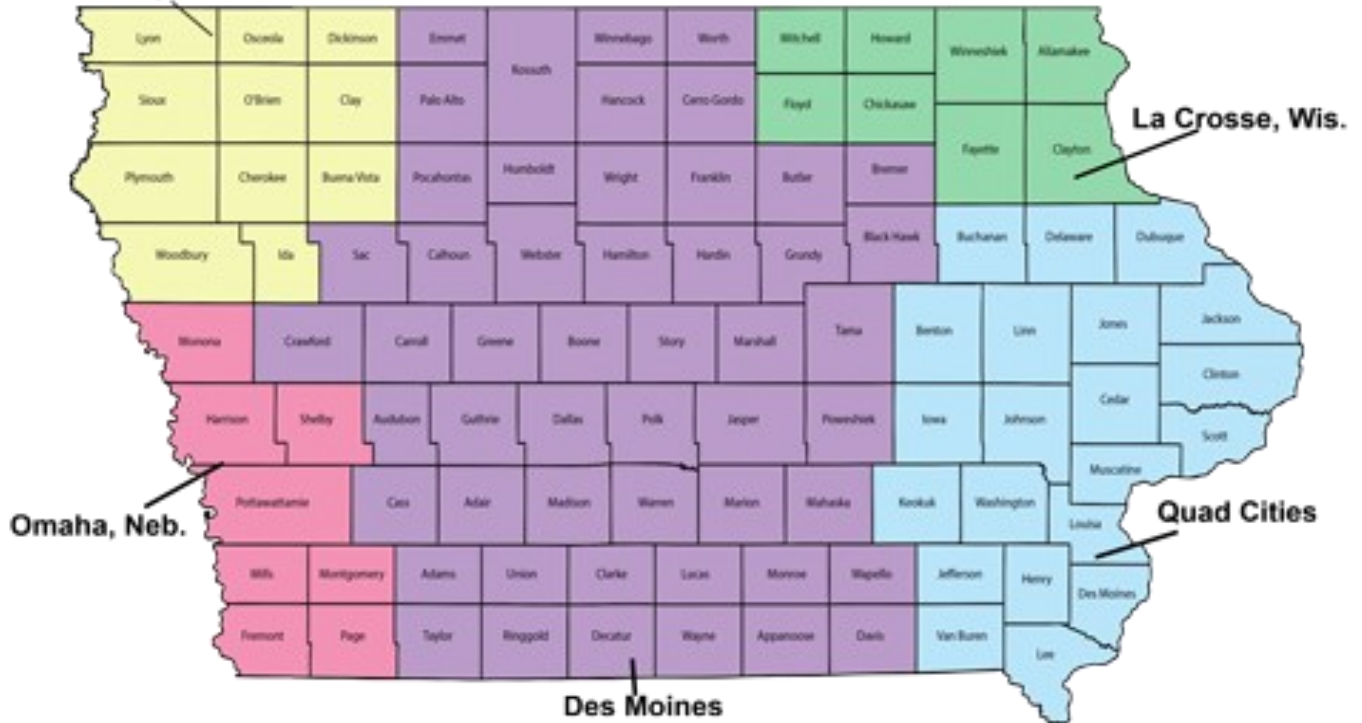 Lyon Osceola Dickinson Emmet Kossuth Winnebago Worth Mitchell Howard Winneshiek Allamakee
Sioux O'Brien Clay Palo Alto Hancock Cerro Gordo Floyd Chickasaw
La Crosse, Wis.
Plymouth Cherokee Buena Vista Pocahontas Humboldt Wright Franklin Butler Bremer Fayette Clayton
Woodbury Ida Sac Calhoun Webster Hamilton Hardin Grundy Black Hawk Buchanan Delaware Dubuque
Monona Crawford Carroll Greene Boone Story Marshall Tama Benton Linn Jones Jackson
Clinton
Harrison Shelby Audubon Guthrie Dallas Polk Jasper Poweshiek Iowa Johnson Cedar Scott
Muscatine
Pottawattamie Cass Adair Madison Warren Marion Mahaska Keokuk Washington Louisa
Omaha, Neb.
Quad Cities
Mills Montgomery Adams Union Clarke Lucas Monroe Wapello Jefferson Henry Des Moines
Fremont Page Taylor Ringgold Decatur Wayne Appanoose Davis Van Buren Lee
Des Moines